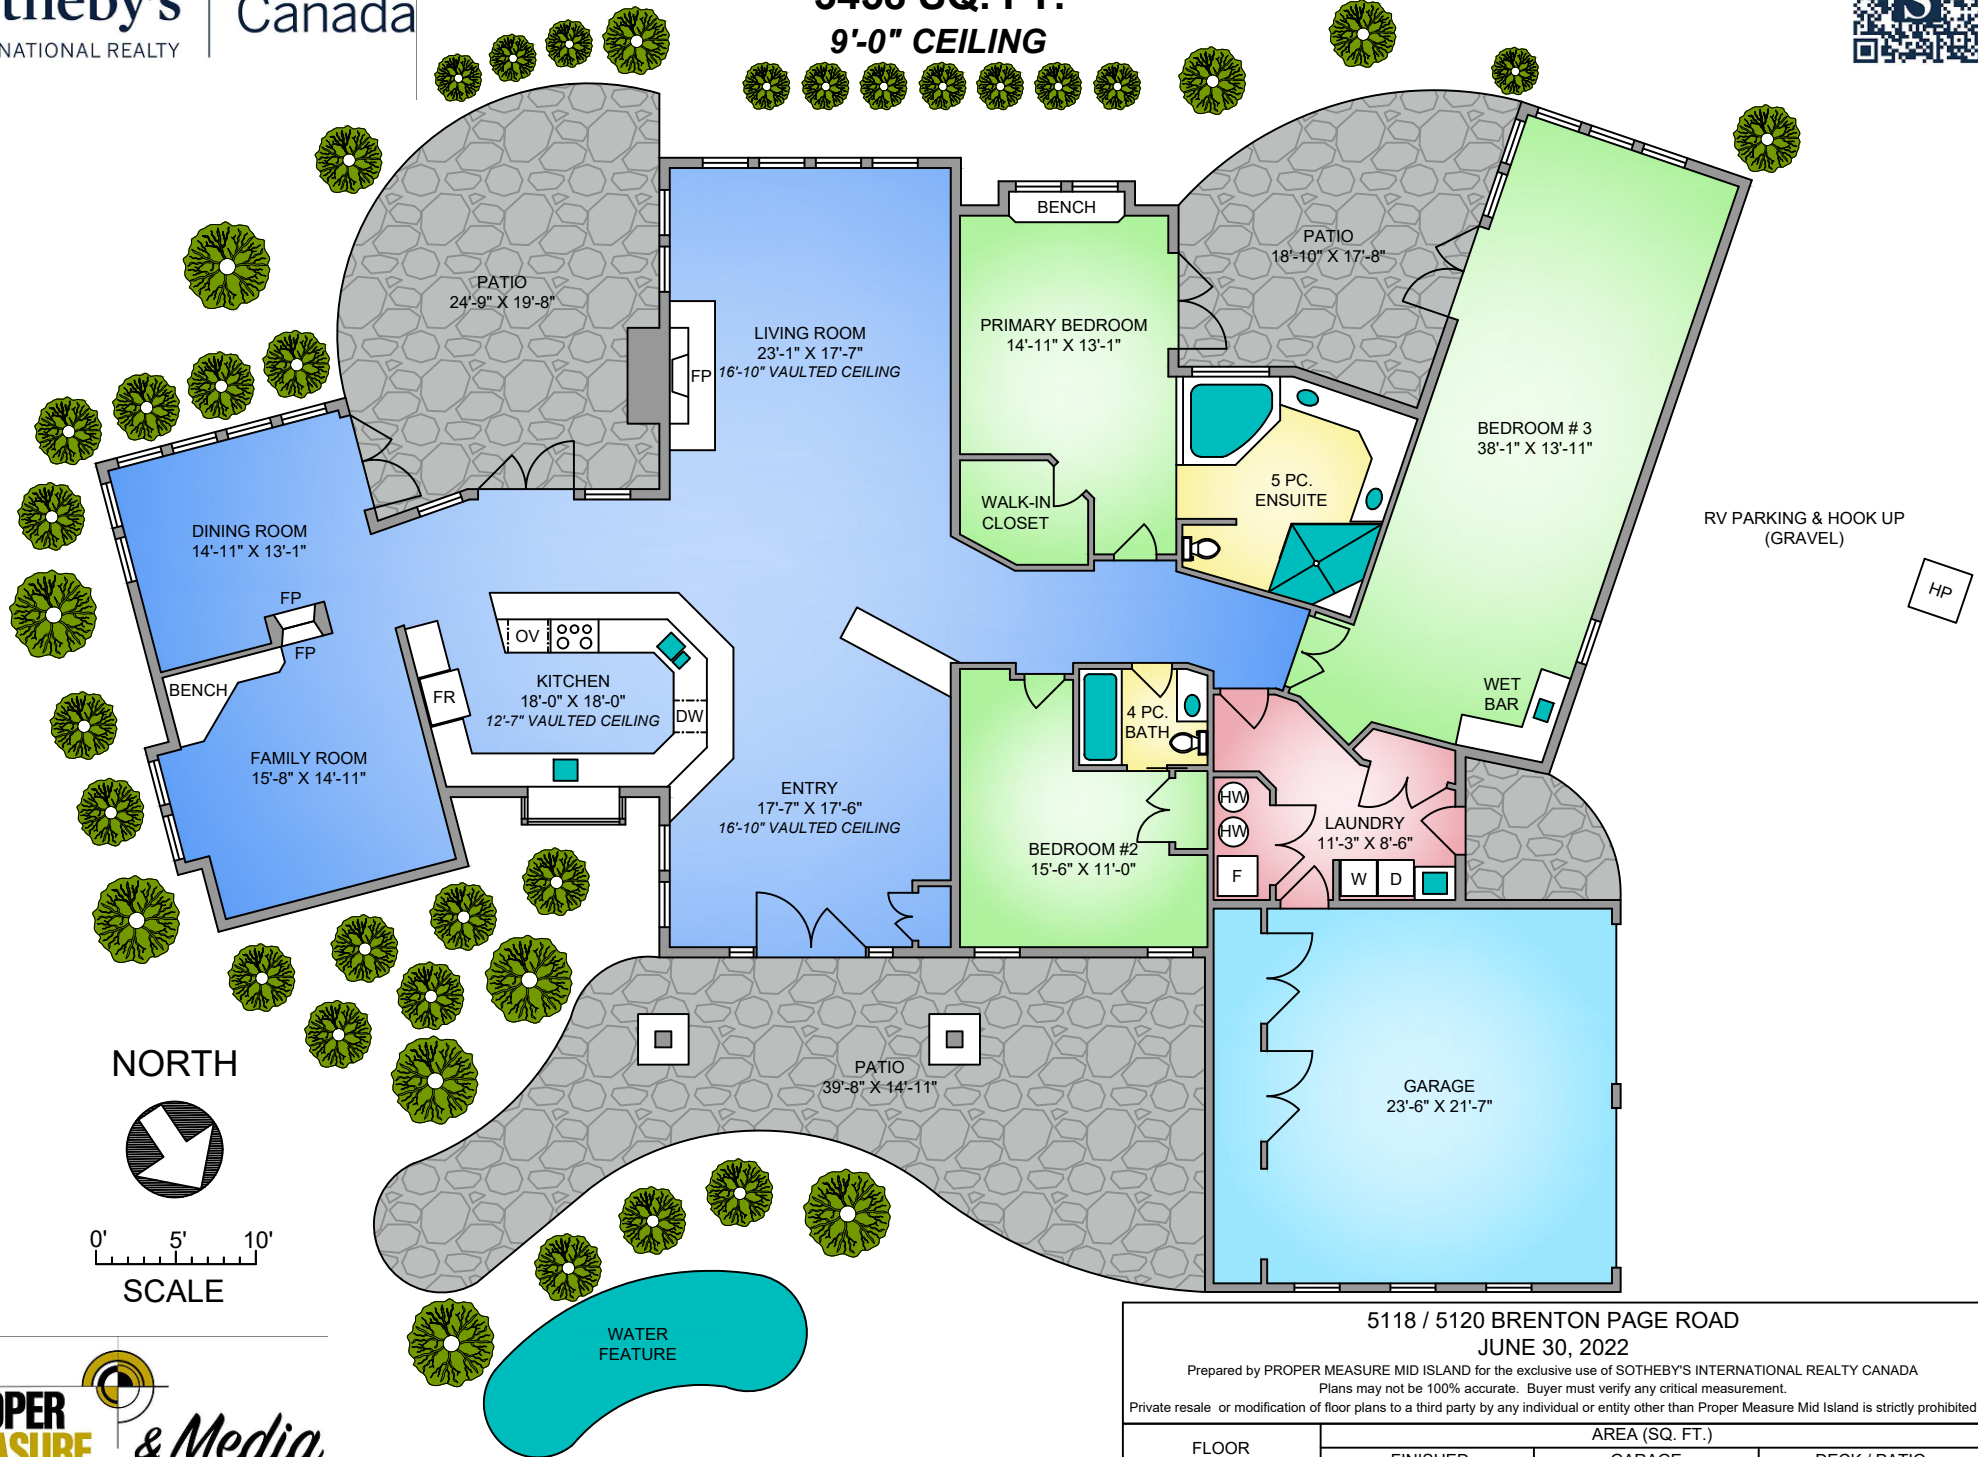 Canada
NATIONAL REALTY
9'-0" CEILING
BENCH
PATIO
18'-10" X 17'-8"
PATIO
24'-9" X 19'-8"
LIVING ROOM
23'-1" X 17'-7"
16'-10" VAULTED CEILING
FP
PRIMARY BEDROOM
14'-11" X 13'-1"
BEDROOM # 3
38'-1" X 13'-11"
5 PC.
ENSUITE
WALK-IN
CLOSET
RV PARKING & HOOK UP
(GRAVEL)
HP
DINING ROOM
14'-11" X 13'-1"
FP
FP
BENCH
OV
FR
KITCHEN
18'-0" X 18'-0"
12'-7" VAULTED CEILING
DW
WET
BAR
4 PC.
BATH
FAMILY ROOM
15'-8" X 14'-11"
ENTRY
17'-7" X 17'-6"
16'-10" VAULTED CEILING
HW
HW
F
LAUNDRY
11'-3" X 8'-6"
W
D
BEDROOM #2
15'-6" X 11'-0"
NORTH
PATIO
39'-8" X 14'-11"
GARAGE
23'-6" X 21'-7"
0' 5' 10'
SCALE
WATER
FEATURE
& Media
5118 / 5120 BRENTON PAGE ROAD
JUNE 30, 2022
Prepared by PROPER MEASURE MID ISLAND for the exclusive use of SOTHEBY'S INTERNATIONAL REALTY CANADA
Plans may not be 100% accurate. Buyer must verify any critical measurement.
Private resale or modification of floor plans to a third party by any individual or entity other than Proper Measure Mid Island is strictly prohibited
AREA (SQ. FT.)
FLOOR
FINISHED GARAGE DECK / PATIO